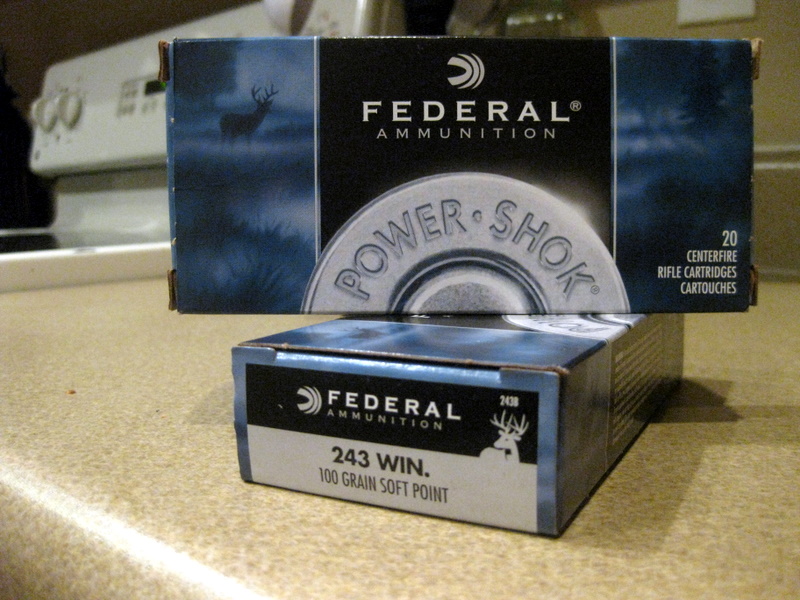 FEDERAL®
AMMUNITION
POWER·SHOK®
20
CENTERFIRE
RIFLE CARTRIDGES
CARTOUCHES
FEDERAL
AMMUNITION
243B
243 WIN.
100 GRAIN SOFT POINT